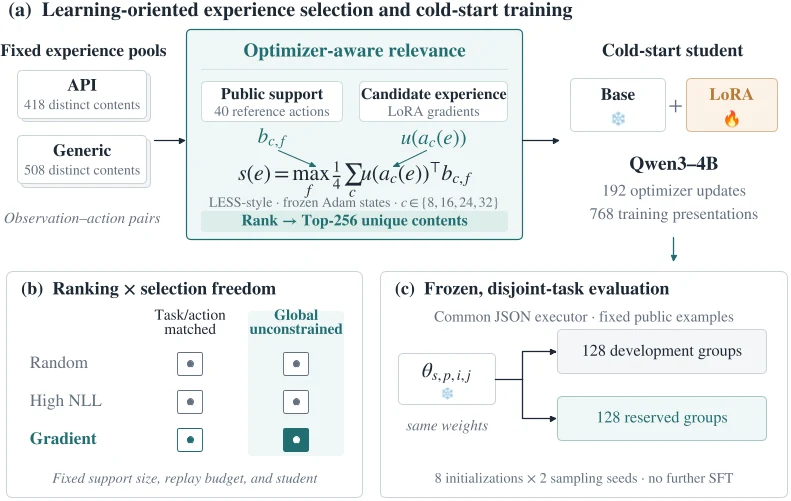 (a) Learning-oriented experience selection and cold-start training
Fixed experience pools
API
418 distinct contents
Generic
508 distinct contents
Observation–action pairs
Optimizer-aware relevance
Public support
40 reference actions
Candidate experience
LoRA gradients
b_{c,f}
u(a_c(e))
s(e) = max_f 1/4 ∑_c u(a_c(e))^⊤ b_{c,f}
LESS-style · frozen Adam states · c ∈ {8, 16, 24, 32}
Rank → Top-256 unique contents
Cold-start student
Base
+
LoRA
Qwen3–4B
192 optimizer updates
768 training presentations
(b) Ranking × selection freedom
Task/action
matched
Global
unconstrained
Random
High NLL
Gradient
Fixed support size, replay budget, and student
(c) Frozen, disjoint-task evaluation
Common JSON executor · fixed public examples
θ_{s,p,i,j}
same weights
128 development groups
128 reserved groups
8 initializations × 2 sampling seeds · no further SFT